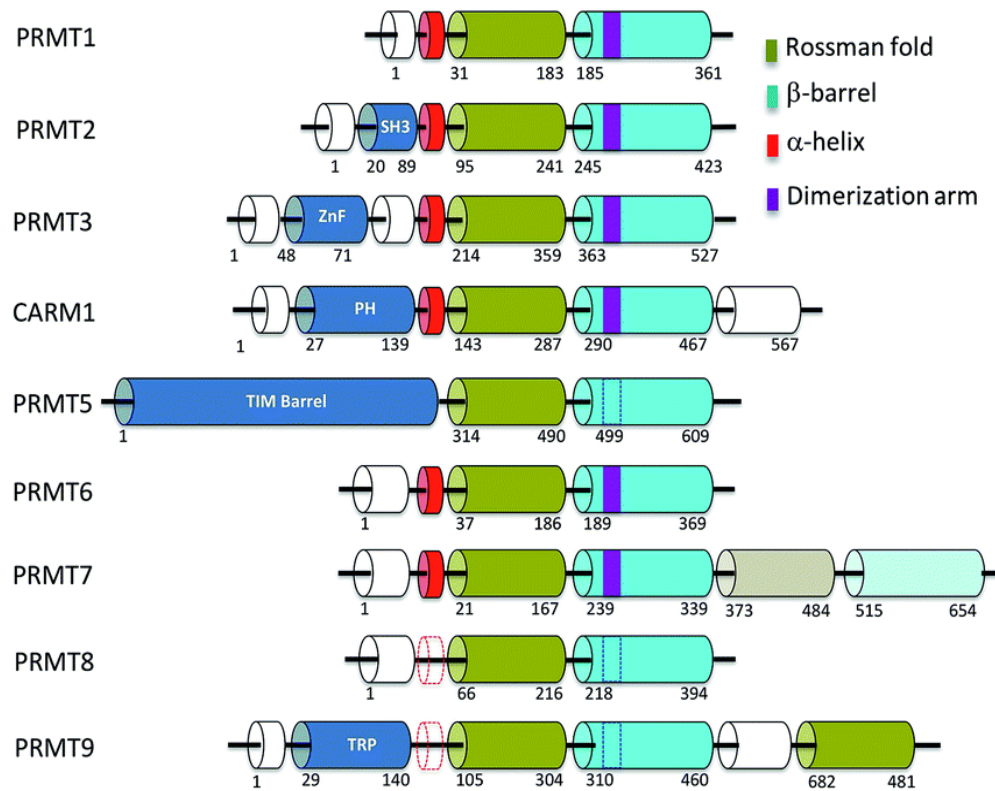 PRMT1
1 31 183 185 361
PRMT2
SH3
1 20 89 95 241 245 423
PRMT3
ZnF
1 48 71 214 359 363 527
CARM1
PH
1 27 139 143 287 290 467 567
PRMT5
TIM Barrel
1 314 490 499 609
PRMT6
1 37 186 189 369
PRMT7
1 21 167 239 339 373 484 515 654
PRMT8
1 66 216 218 394
PRMT9
TRP
1 29 140 105 304 310 460 682 481
Rossman fold
β-barrel
α-helix
Dimerization arm